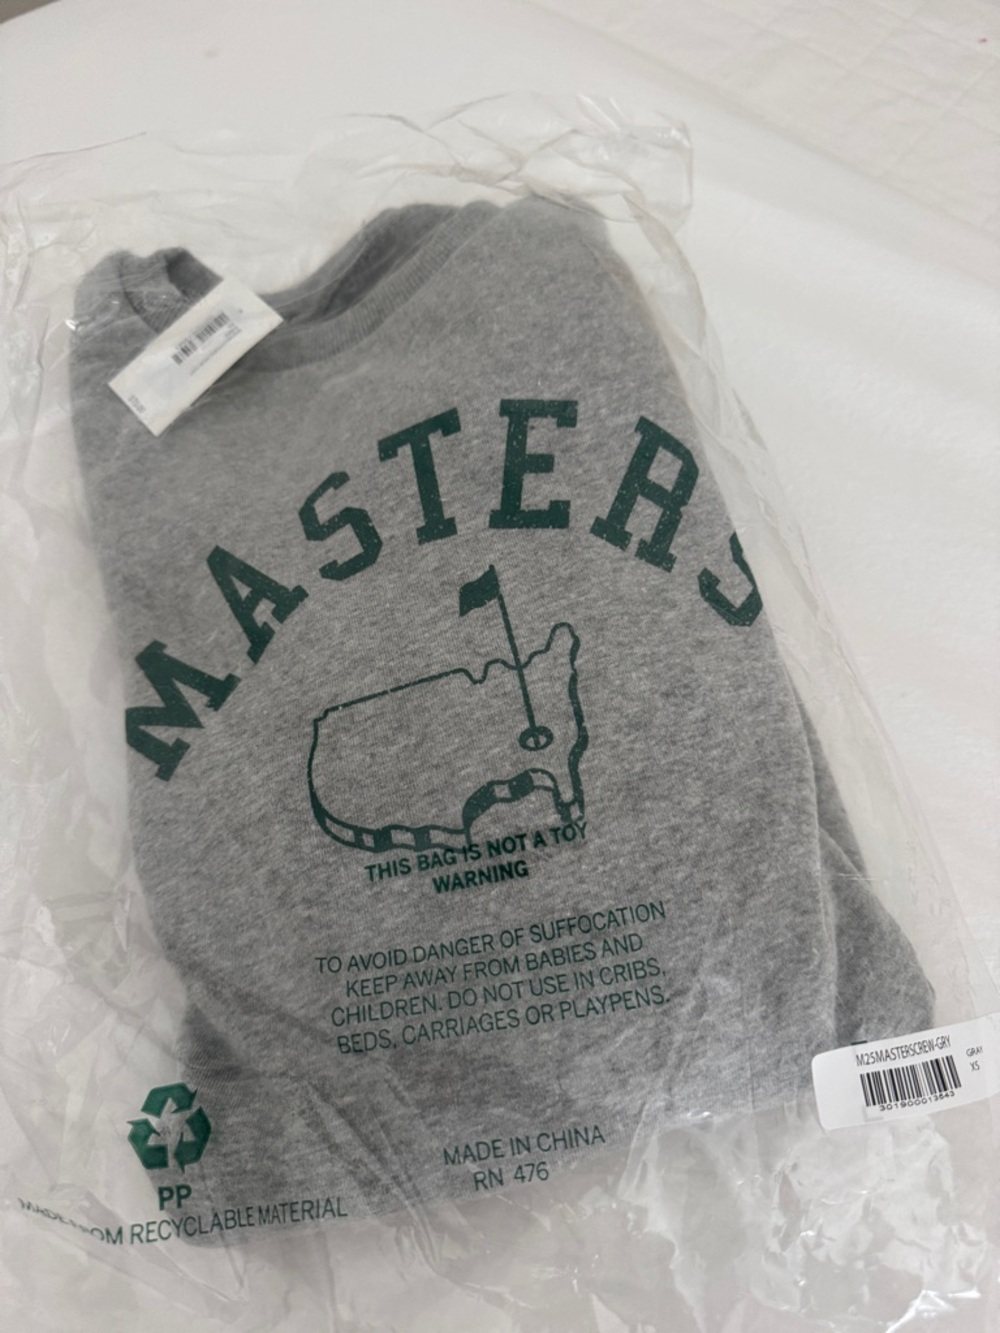 MASTERS
THIS BAG IS NOT A TOY
WARNING
TO AVOID DANGER OF SUFFOCATION
KEEP AWAY FROM BABIES AND
CHILDREN. DO NOT USE IN CRIBS,
BEDS, CARRIAGES OR PLAYPENS.
M25MASTERSCREW-GRY
GRAY
XS
301900013643
MADE IN CHINA
RN 476
PP
MADE FROM RECYCLABLE MATERIAL